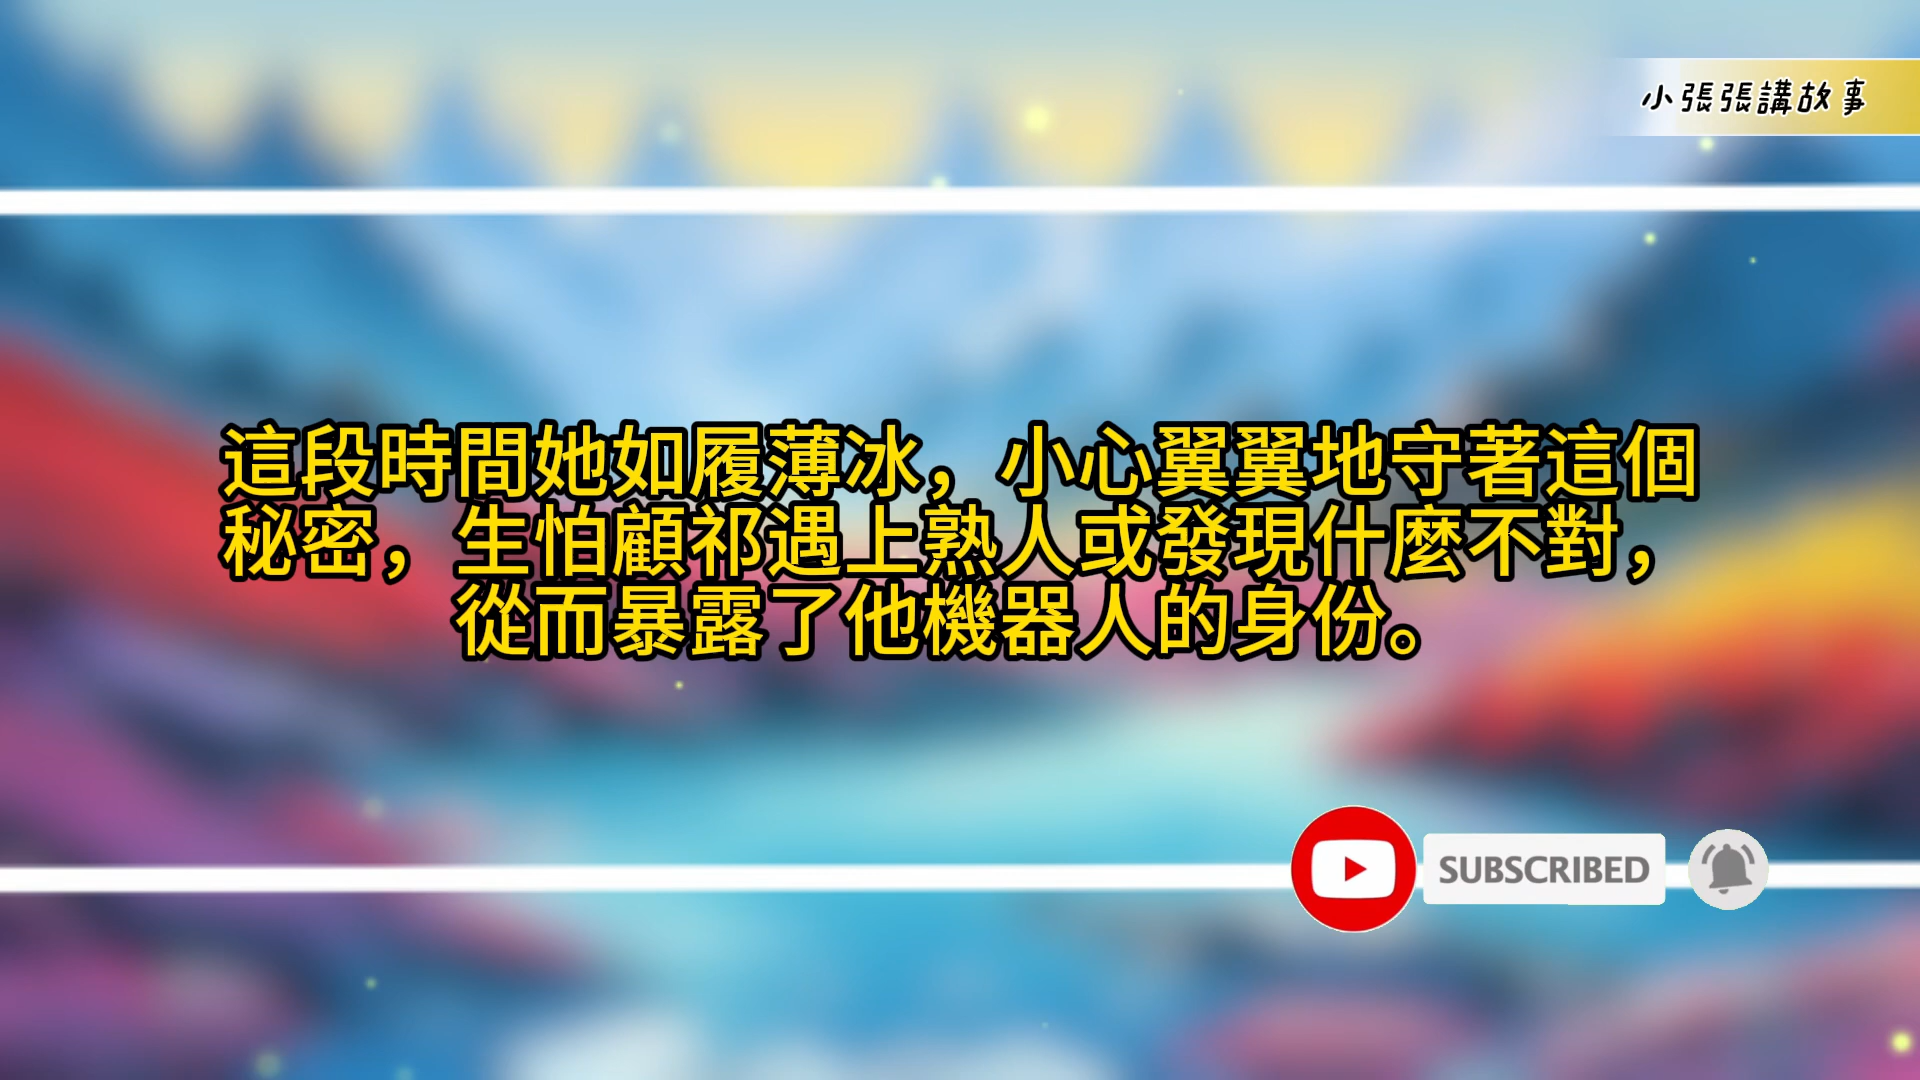 小張張講故事
這段時間她如履薄冰，小心翼翼地守著這個
秘密，生怕顧祁遇上熟人或發現什麼不對，
從而暴露了他機器人的身份。
SUBSCRIBED